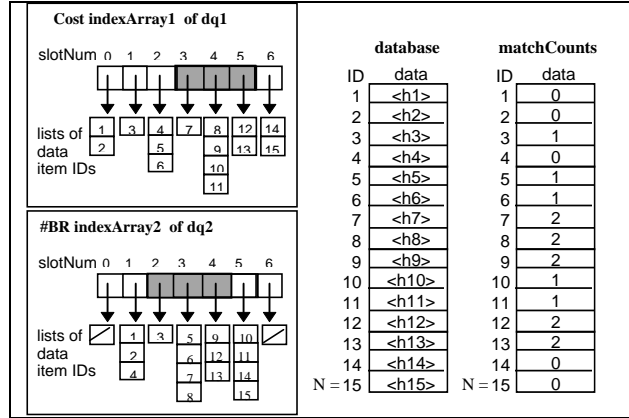 Cost indexArray1 of dq1
slotNum 0 1 2 3 4 5 6
lists of
data
item IDs
1 3 4 7 8 12 14
2 5 9 13 15
6 10
11
#BR indexArray2 of dq2
slotNum 0 1 2 3 4 5 6
lists of
data
item IDs
1 3 5 9 10
2 6 12 11
4 7 13 14
8 15
database
ID data
1 <h1>
2 <h2>
3 <h3>
4 <h4>
5 <h5>
6 <h6>
7 <h7>
8 <h8>
9 <h9>
10 <h10>
11 <h11>
12 <h12>
13 <h13>
14 <h14>
N = 15 <h15>
matchCounts
ID data
1 0
2 0
3 1
4 0
5 1
6 1
7 2
8 2
9 2
10 1
11 1
12 2
13 2
14 0
N = 15 0